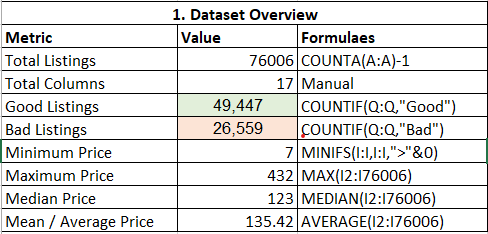 1. Dataset Overview
Metric Value Formulaes
Total Listings 76006 COUNTA(A:A)-1
Total Columns 17 Manual
Good Listings 49,447 COUNTIF(Q:Q,"Good")
Bad Listings 26,559 COUNTIF(Q:Q,"Bad")
Minimum Price 7 MINIFS(I:I,I:I,">"&0)
Maximum Price 432 MAX(I2:I76006)
Median Price 123 MEDIAN(I2:I76006)
Mean / Average Price 135.42 AVERAGE(I2:I76006)